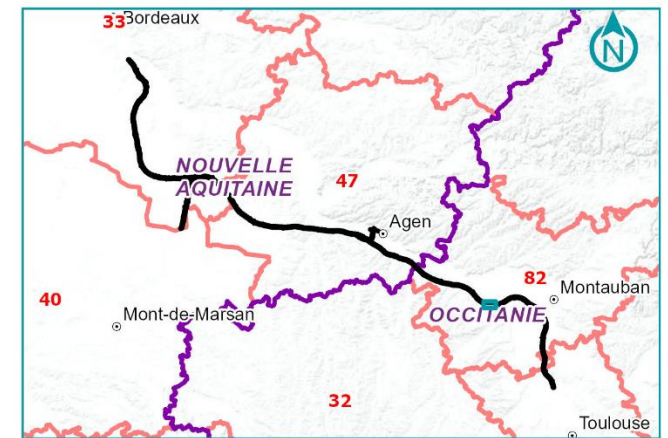 Bordeaux
33
N
NOUVELLE
AQUITAINE
47
Agen
82
Montauban
40
OCCITANIE
Mont-de-Marsan
32
Toulouse